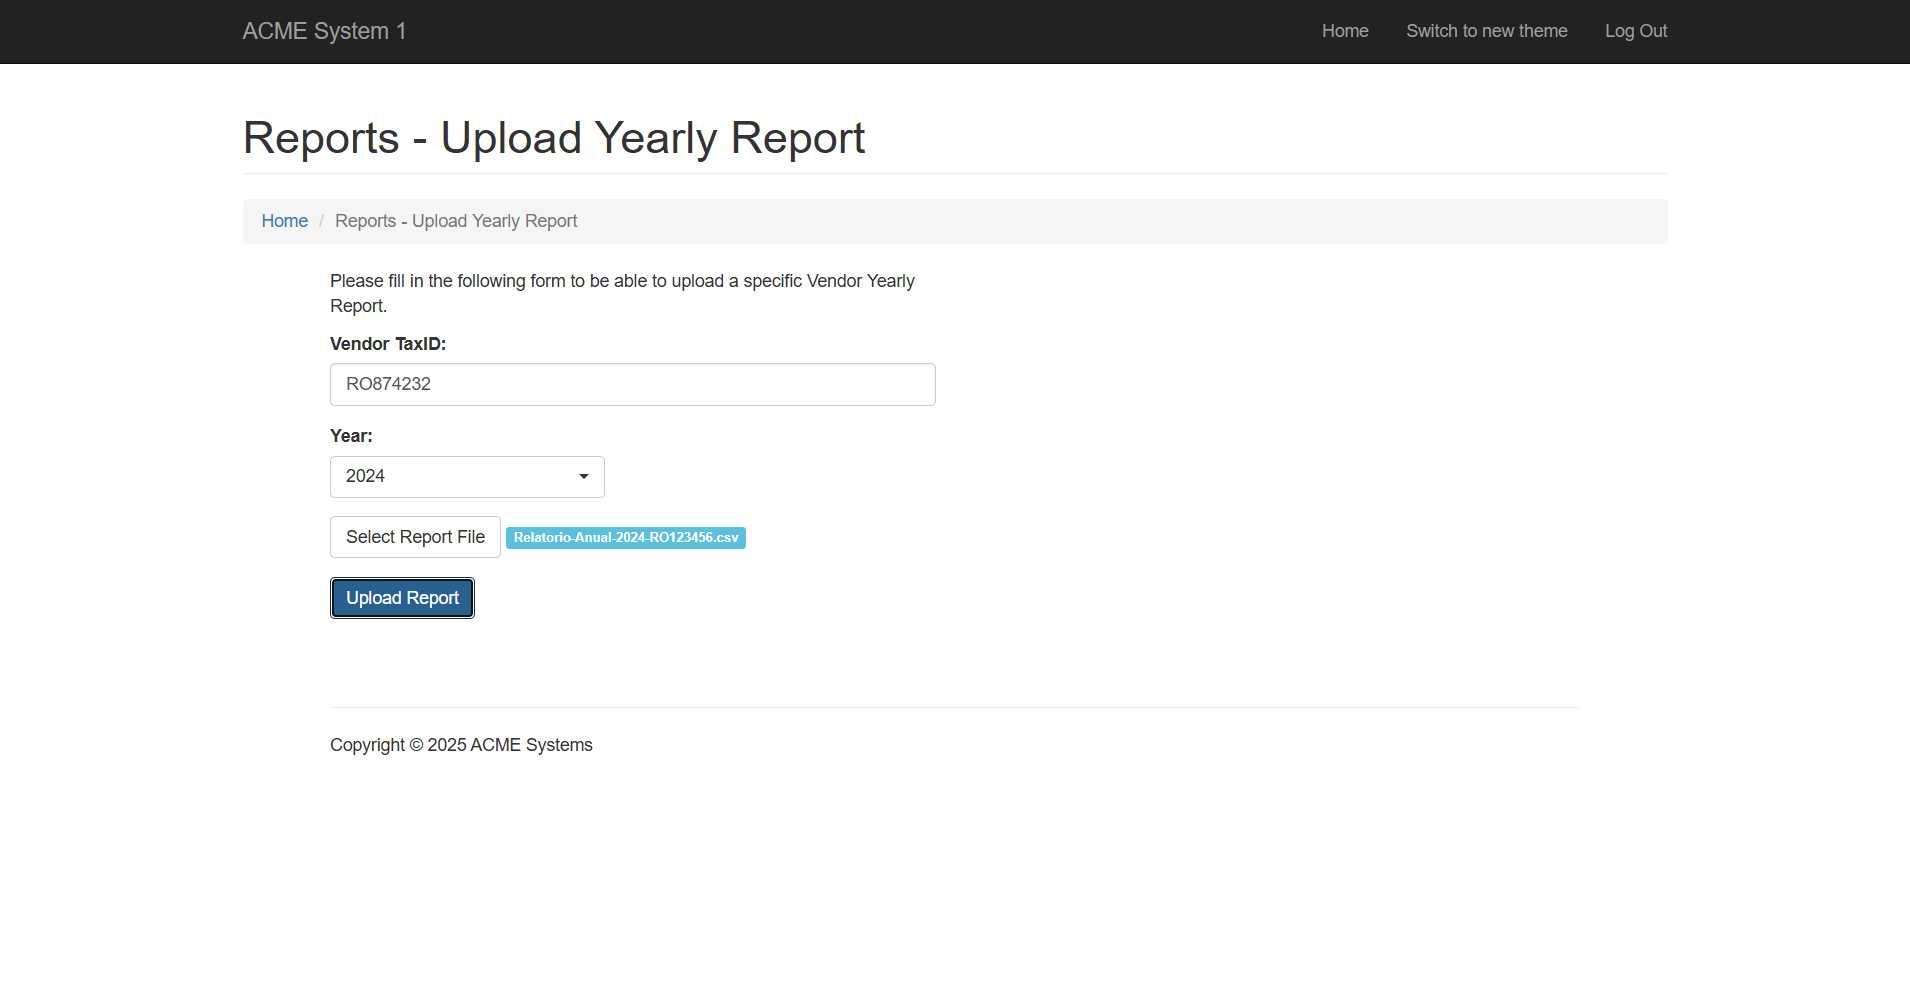 ACME System 1
Home
Switch to new theme
Log Out
Reports - Upload Yearly Report
Home / Reports - Upload Yearly Report
Please fill in the following form to be able to upload a specific Vendor Yearly
Report.
Vendor TaxID:
RO874232
Year:
2024
Select Report File
Relatorio-Anual-2024-RO123456.csv
Upload Report
Copyright © 2025 ACME Systems